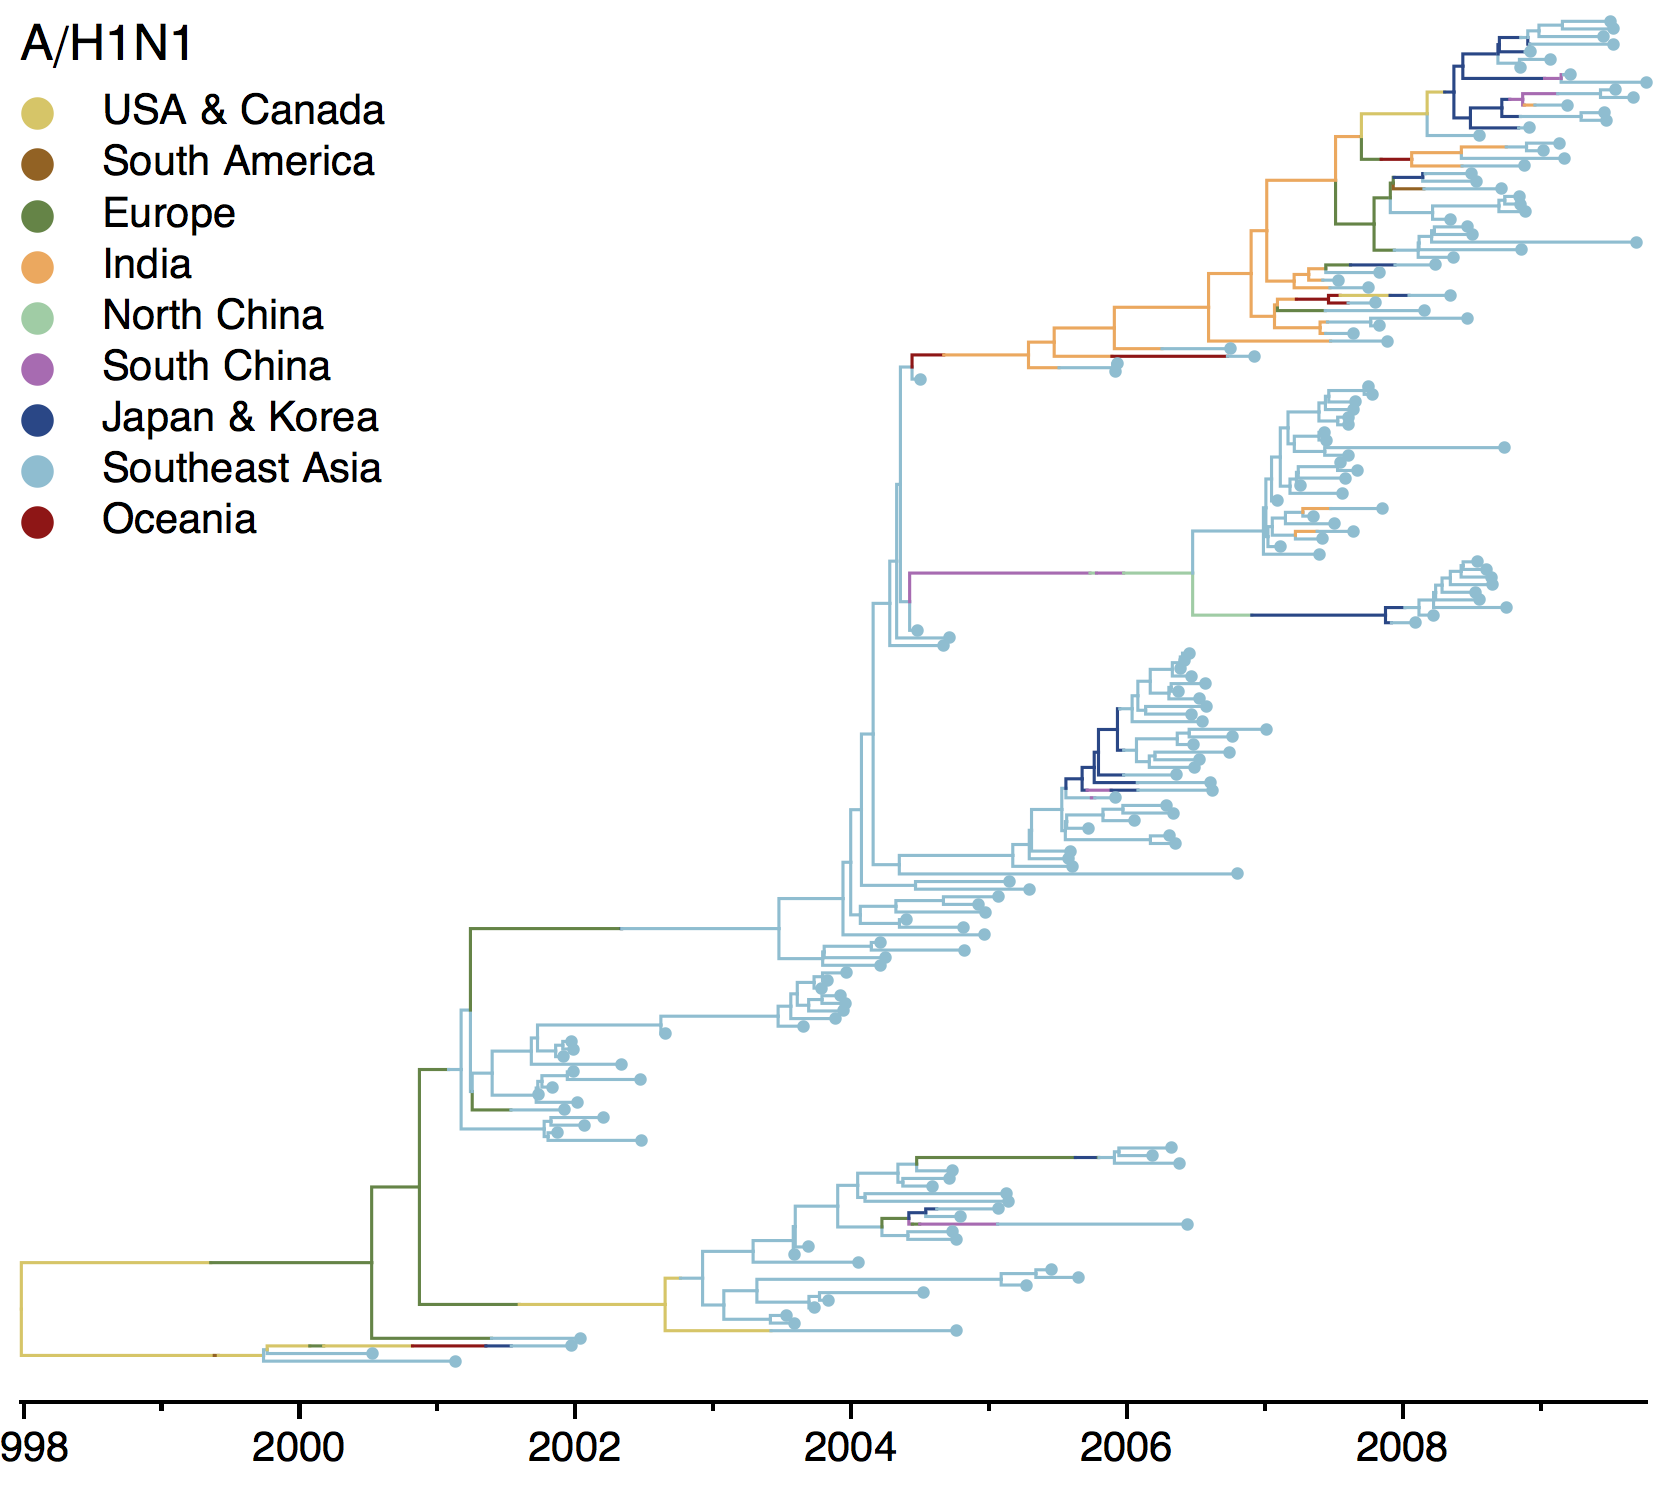 A/H1N1
USA & Canada
South America
Europe
India
North China
South China
Japan & Korea
Southeast Asia
Oceania
998 2000 2002 2004 2006 2008